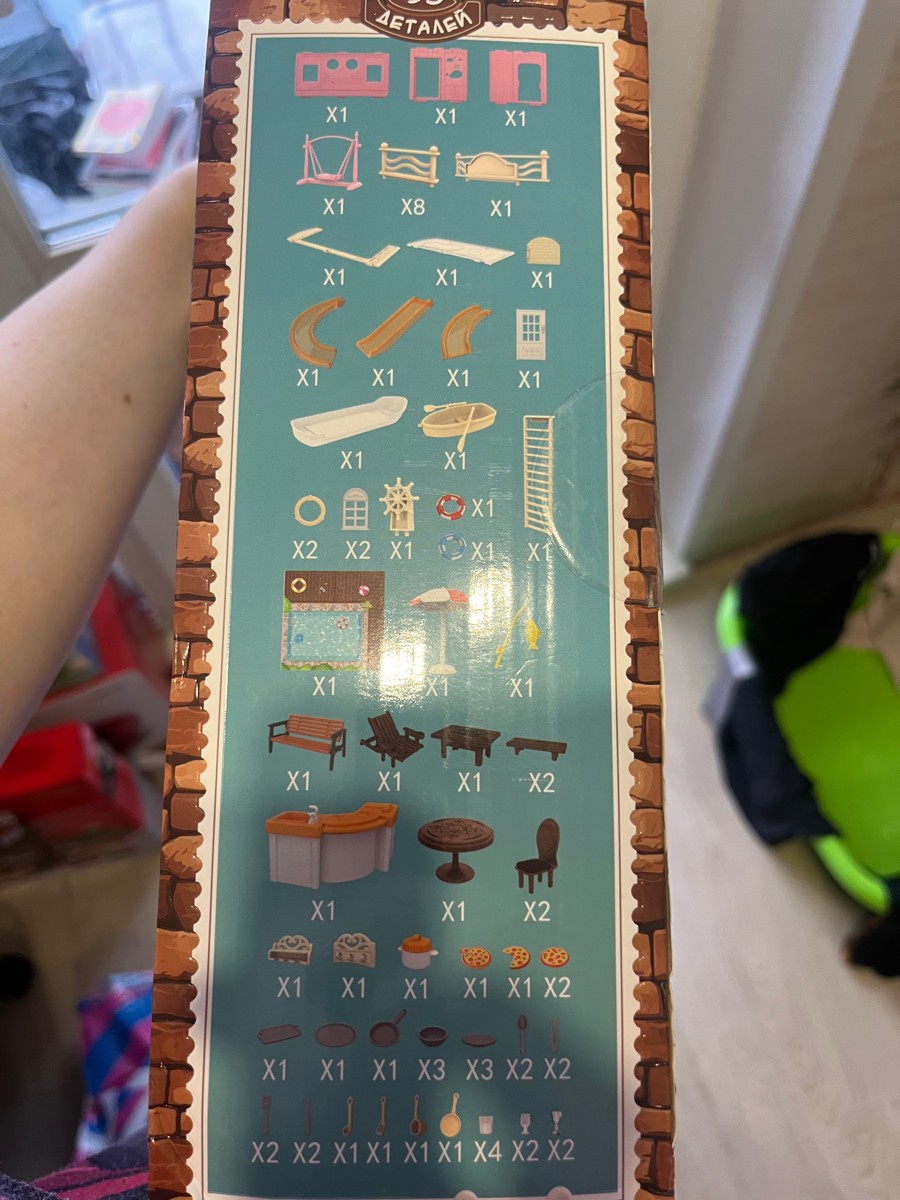 ДЕТАЛЕЙ
X1 X1 X1
X1 X8 X1
X1 X1 X1
X1 X1 X1 X1
X1 X1
X1
X2 X2 X1 X1 X1
X1 X1 X1
X1 X1 X1 X2
X1 X1 X2
X1 X1 X1 X1 X1 X2
X1 X1 X1 X3 X3 X2 X2
X2 X2 X1 X1 X1 X1 X4 X2 X2